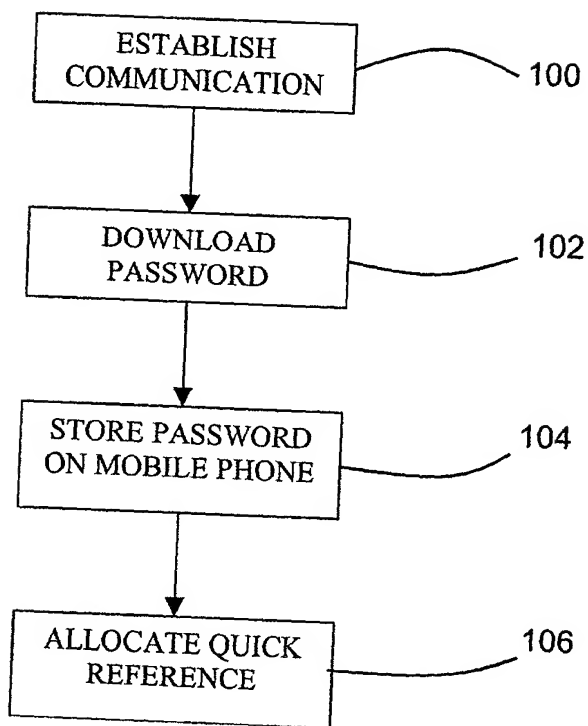 ESTABLISH
COMMUNICATION
100
DOWNLOAD
PASSWORD
102
STORE PASSWORD
ON MOBILE PHONE
104
ALLOCATE QUICK
REFERENCE
106